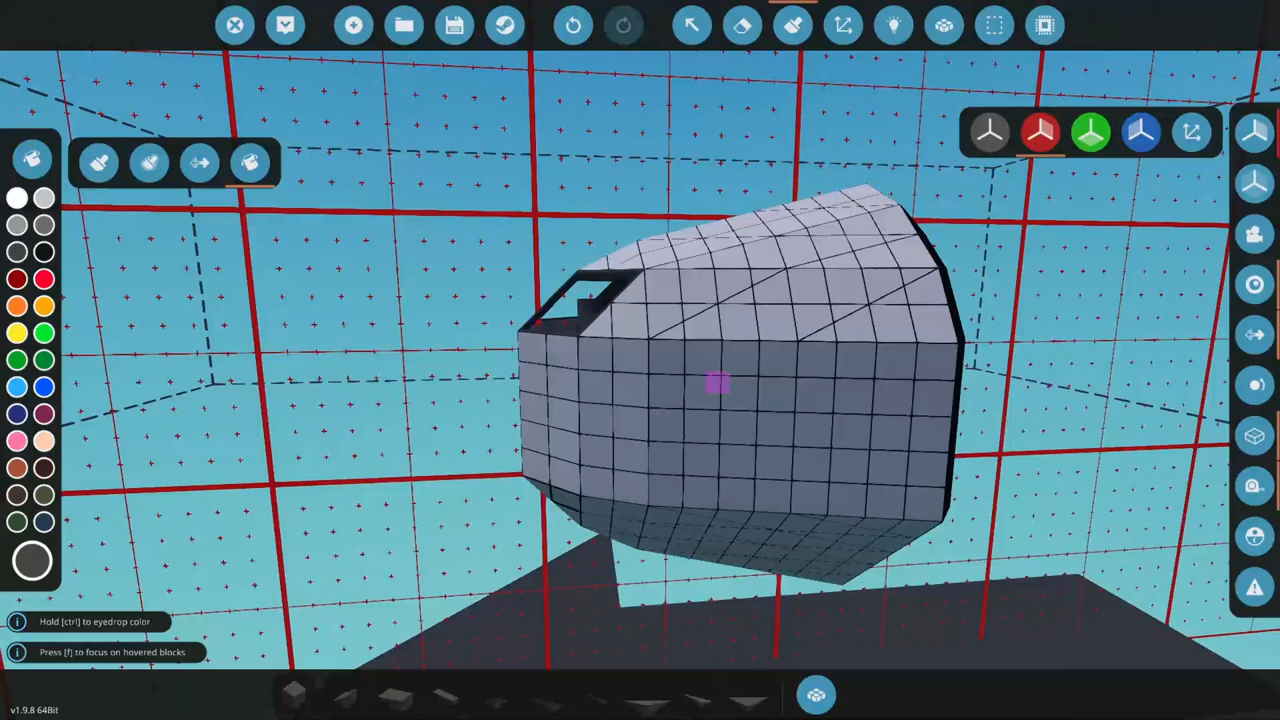 Hold [ctrl] to eyedrop color
Press [f] to focus on hovered blocks
v1.9.8 64Bit